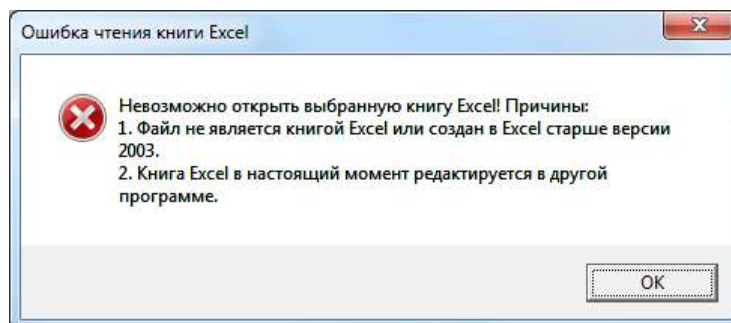 Ошибка чтения книги Excel
Невозможно открыть выбранную книгу Excel! Причины:
1. Файл не является книгой Excel или создан в Excel старше версии
2003.
2. Книга Excel в настоящий момент редактируется в другой
программе.
OK